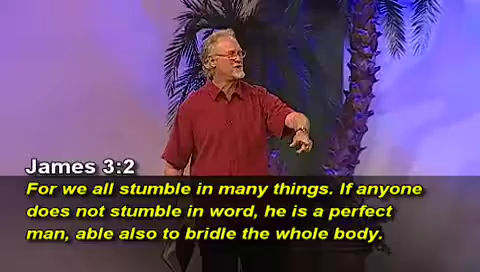 James 3:2
For we all stumble in many things. If anyone
does not stumble in word, he is a perfect
man, able also to bridle the whole body.